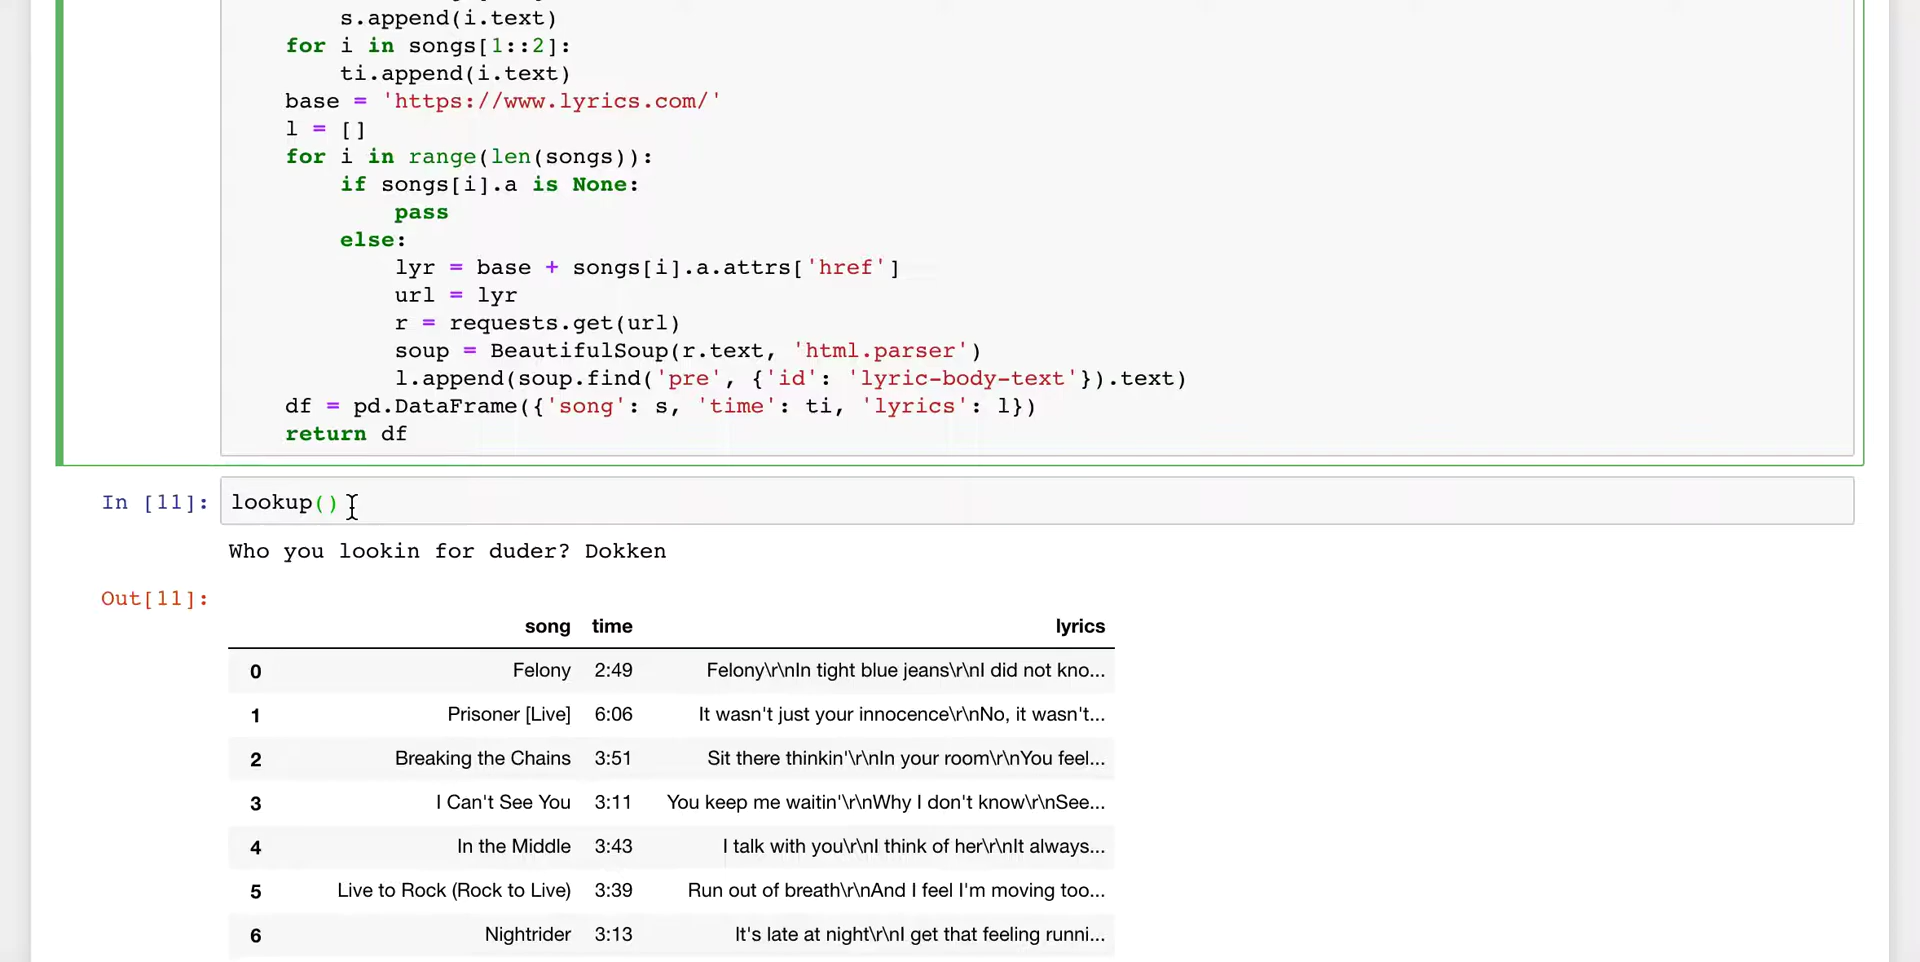 s.append(i.text)
for i in songs[1::2]:
ti.append(i.text)
base = 'https://www.lyrics.com/'
l = []
for i in range(len(songs)):
if songs[i].a is None:
pass
else:
lyr = base + songs[i].a.attrs['href']
url = lyr
r = requests.get(url)
soup = BeautifulSoup(r.text, 'html.parser')
l.append(soup.find('pre', {'id': 'lyric-body-text'}).text)
df = pd.DataFrame({'song': s, 'time': ti, 'lyrics': l})
return df
In [11]: lookup()
Who you lookin for duder? Dokken
Out[11]:
song time lyrics
0 Felony 2:49 Felony\r\nIn tight blue jeans\r\nI did not kno...
1 Prisoner [Live] 6:06 It wasn't just your innocence\r\nNo, it wasn't...
2 Breaking the Chains 3:51 Sit there thinkin'\r\nIn your room\r\nYou feel...
3 I Can't See You 3:11 You keep me waitin'\r\nWhy I don't know\r\nSee...
4 In the Middle 3:43 I talk with you\r\nI think of her\r\nIt always...
5 Live to Rock (Rock to Live) 3:39 Run out of breath\r\nAnd I feel I'm moving too...
6 Nightrider 3:13 It's late at night\r\nI get that feeling runni...